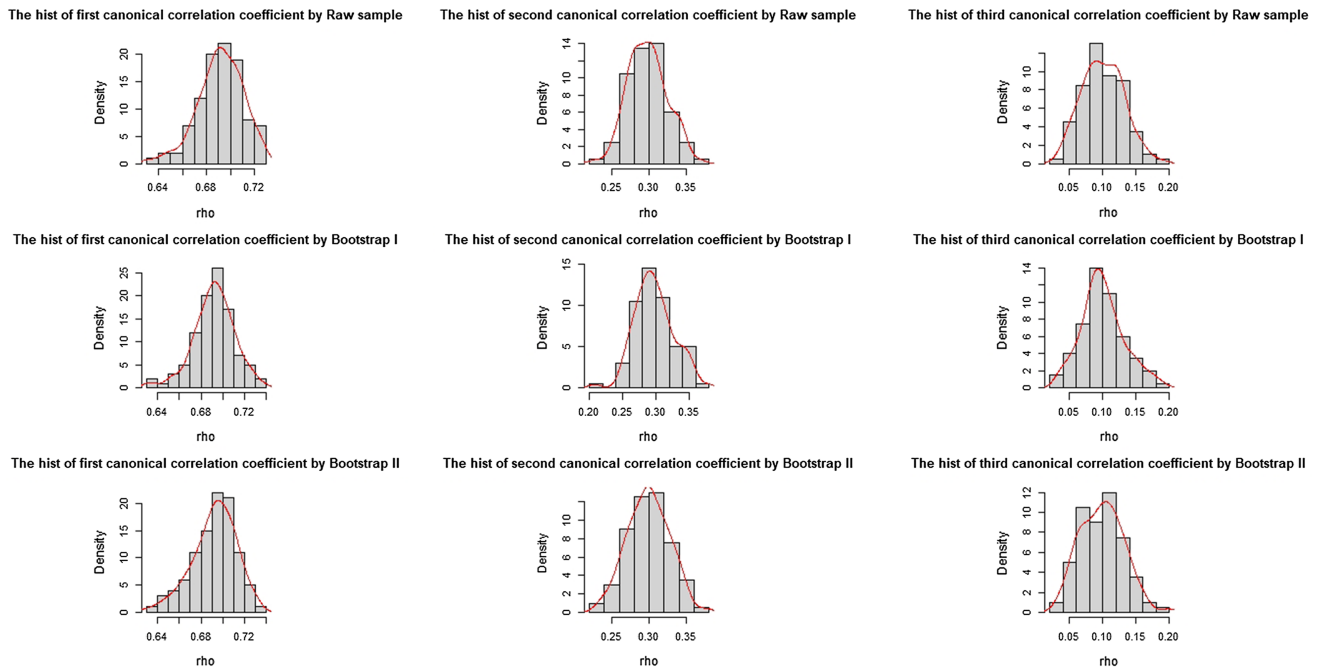 The hist of first canonical correlation coefficient by Raw sample
Density
0 5 10 15 20
0.64 0.68 0.72
rho
The hist of second canonical correlation coefficient by Raw sample
Density
0 2 4 6 8 10 14
0.25 0.30 0.35
rho
The hist of third canonical correlation coefficient by Raw sample
Density
0 2 4 6 8 10
0.05 0.10 0.15 0.20
rho
The hist of first canonical correlation coefficient by Bootstrap I
Density
0 5 10 15 20 25
0.64 0.68 0.72
rho
The hist of second canonical correlation coefficient by Bootstrap I
Density
0 5 10 15
0.20 0.25 0.30 0.35
rho
The hist of third canonical correlation coefficient by Bootstrap I
Density
0 2 4 6 8 10 14
0.05 0.10 0.15 0.20
rho
The hist of first canonical correlation coefficient by Bootstrap II
Density
0 5 10 15 20
0.64 0.68 0.72
rho
The hist of second canonical correlation coefficient by Bootstrap II
Density
0 2 4 6 8 10
0.25 0.30 0.35
rho
The hist of third canonical correlation coefficient by Bootstrap II
Density
0 2 4 6 8 10 12
0.05 0.10 0.15 0.20
rho